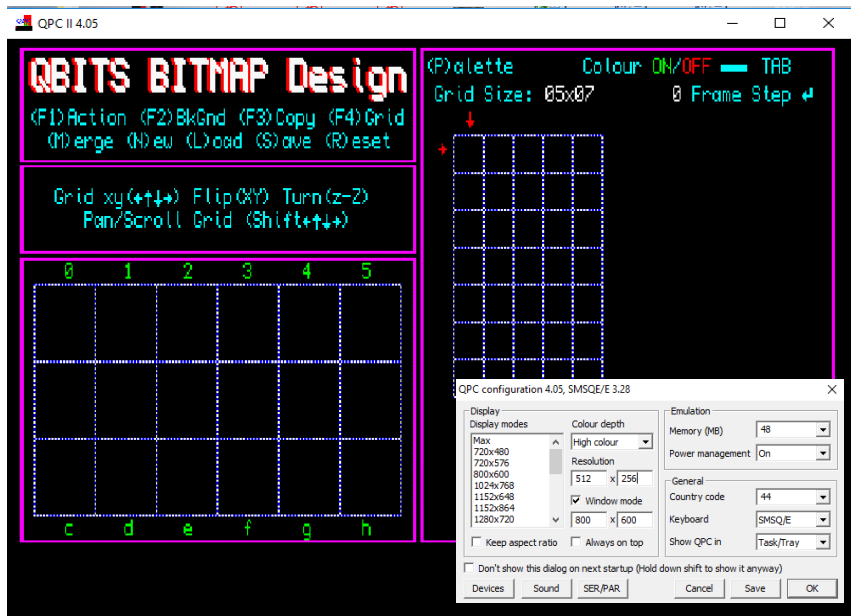 QPC II 4.05
QBITS BITMAP Design
(F1)Action (F2)BkGnd (F3)Copy (F4)Grid
(M)erge (N)ew (L)oad (S)ave (R)eset
Grid xy(←↑↓→) Flip(XY) Turn(z-Z)
Pan/Scroll Grid (Shift←↑↓→)
0 1 2 3 4 5
c d e f g h
(P)alette Colour ON/OFF TAB
Grid Size: 05x07 0 Frame Step ↲
QPC configuration 4.05, SMSQE/E 3.28
Display
Display modes
Max
720x480
720x576
800x600
1024x768
1152x648
1152x864
1280x720
Keep aspect ratio
Colour depth
High colour
Resolution
512 x 256
Window mode
800 x 600
Always on top
Emulation
Memory (MB) 48
Power management On
General
Country code 44
Keyboard SMSQ/E
Show QPC in Task/Tray
Don't show this dialog on next startup (Hold down shift to show it anyway)
Devices Sound SER/PAR Cancel Save OK